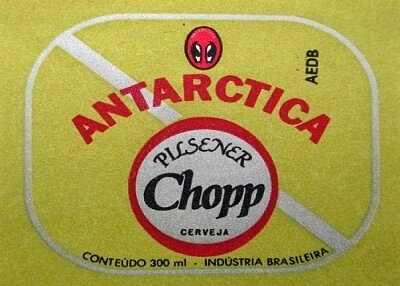 ANTARCTICA
AEDB
PILSENER
Chopp
CERVEJA
CONTEÚDO 300 ml - INDÚSTRIA BRASILEIRA